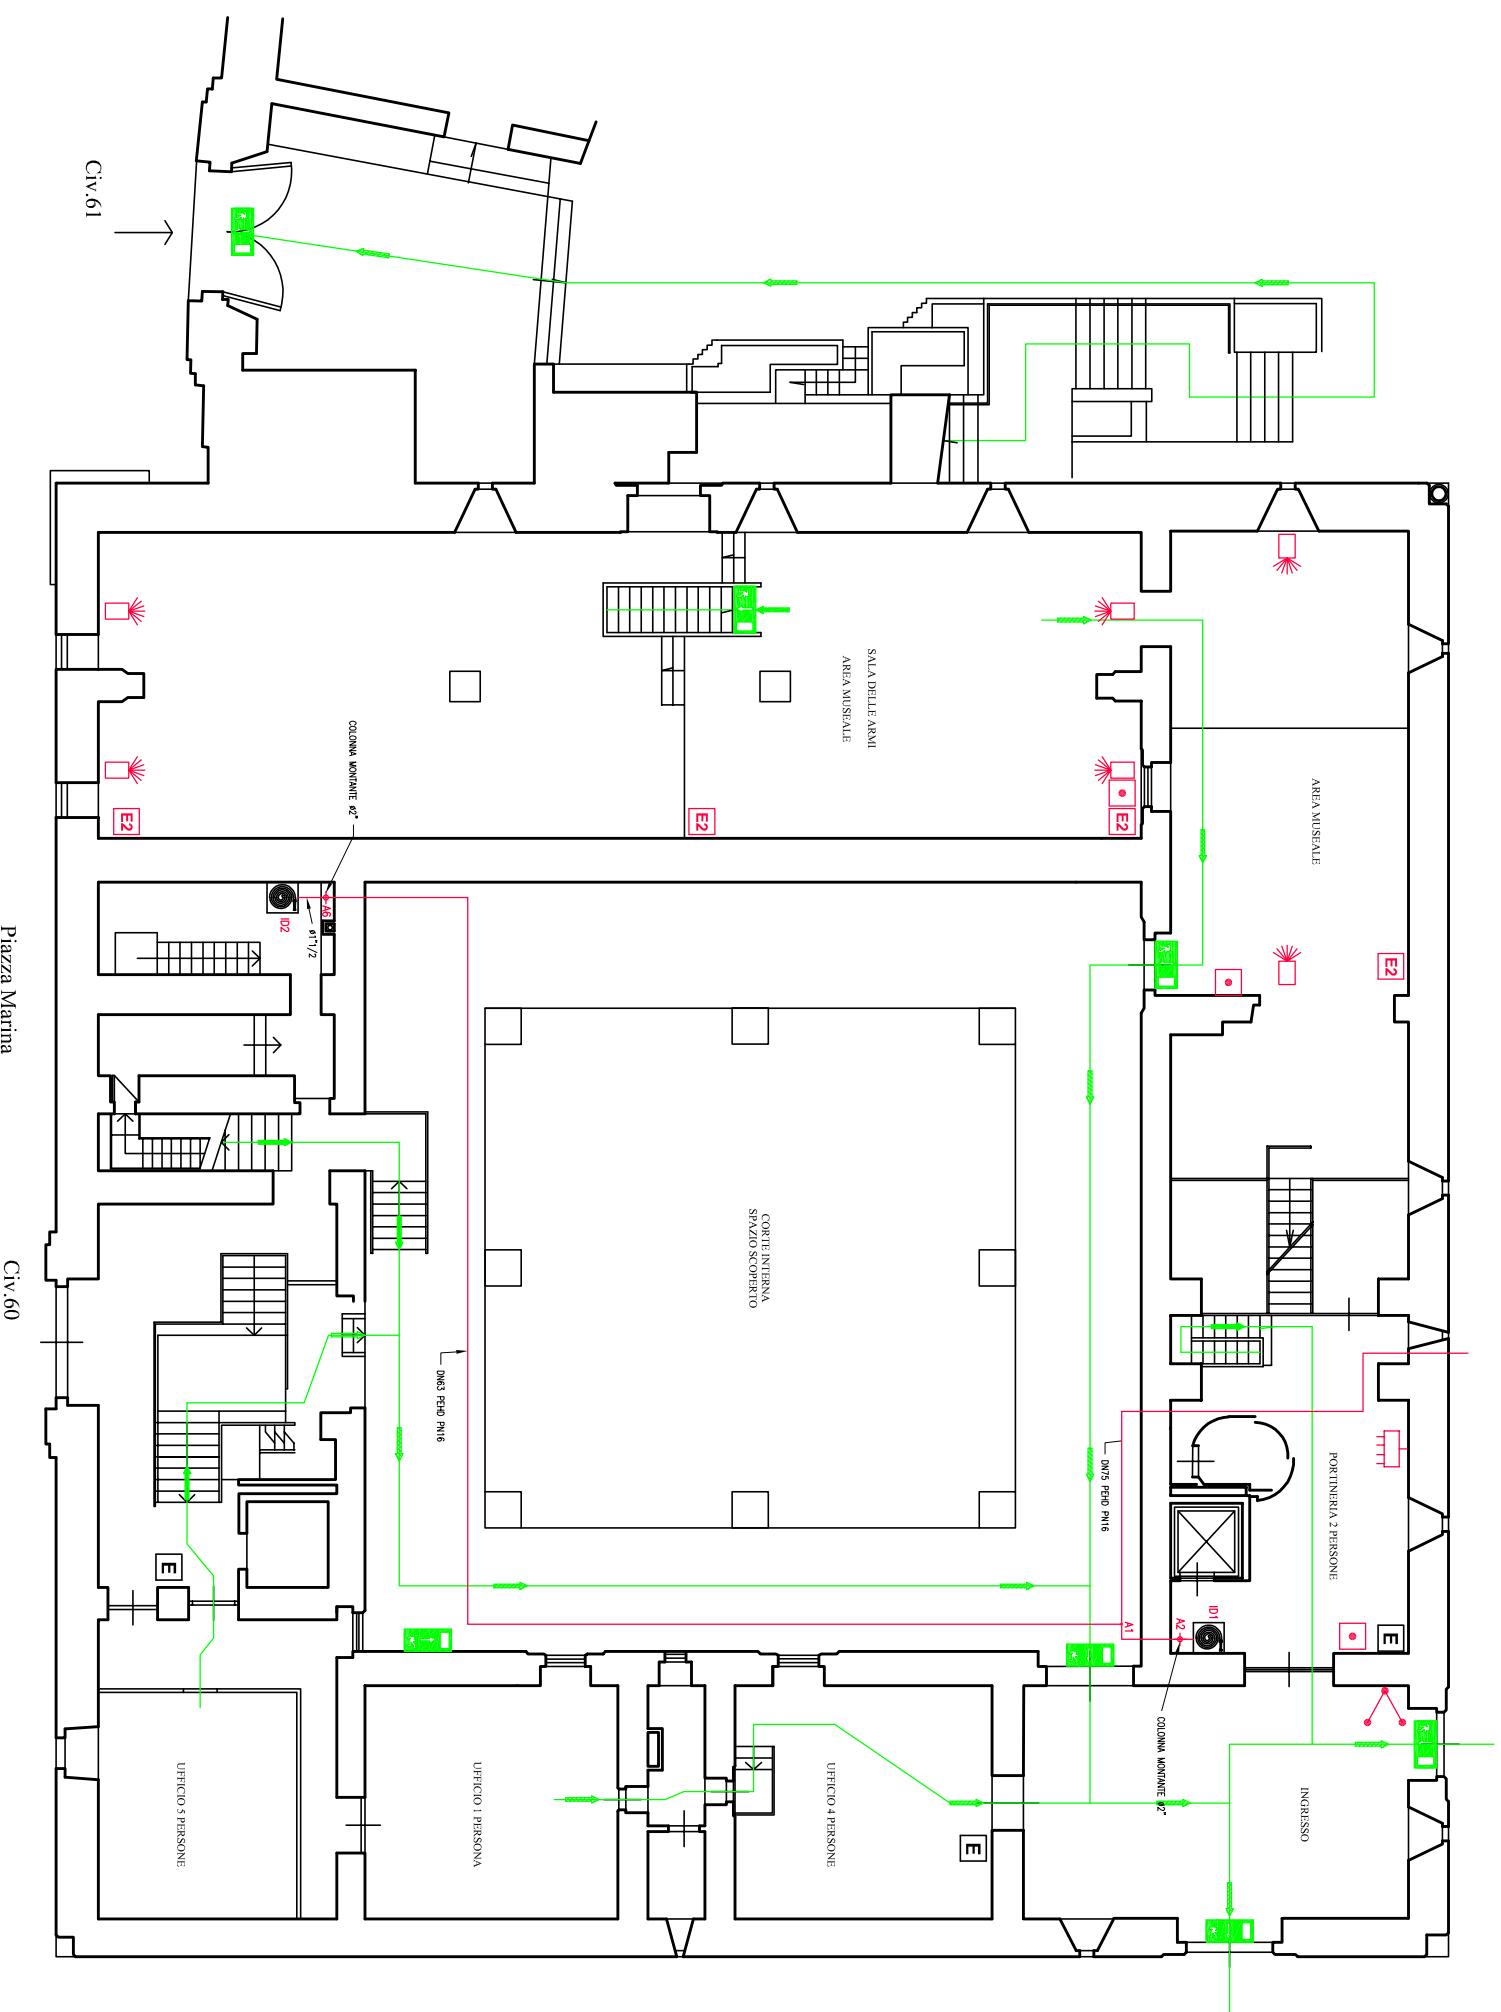 Civ.61
SALA DELLE ARMI
AREA MUSEALE
COLONNA MONTANTE ø2"
AREA MUSEALE
E2
E2
E2
E2
A6
ID2
ø1"1/2
Piazza Marina
Civ.60
CORTE INTERNA
SPAZIO SCOPERTO
DN63 PEHD PN16
DN75 PEHD PN16
PORTINERIA 2 PERSONE
E
E
A1
A2
ID1
COLONNA MONTANTE ø2"
UFFICIO 5 PERSONE
UFFICIO 1 PERSONA
UFFICIO 4 PERSONE
E
INGRESSO